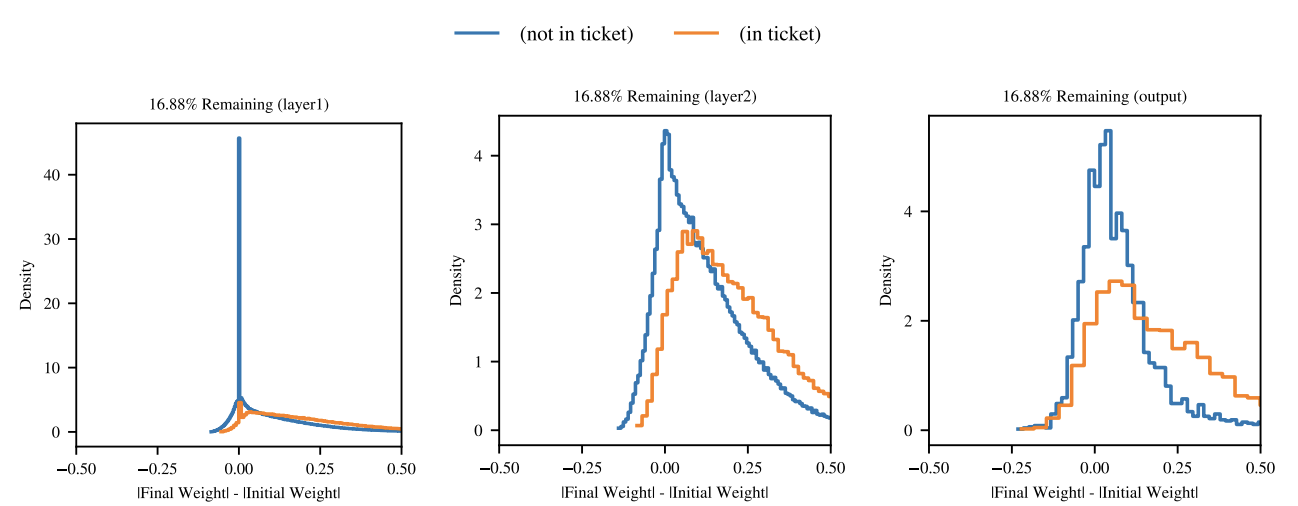 (not in ticket) (in ticket)
16.88% Remaining (layer1)
Density
40
30
20
10
0
−0.50 −0.25 0.00 0.25 0.50
|Final Weight| - |Initial Weight|
16.88% Remaining (layer2)
Density
4
3
2
1
0
−0.50 −0.25 0.00 0.25 0.50
|Final Weight| - |Initial Weight|
16.88% Remaining (output)
Density
4
2
0
−0.50 −0.25 0.00 0.25 0.50
|Final Weight| - |Initial Weight|